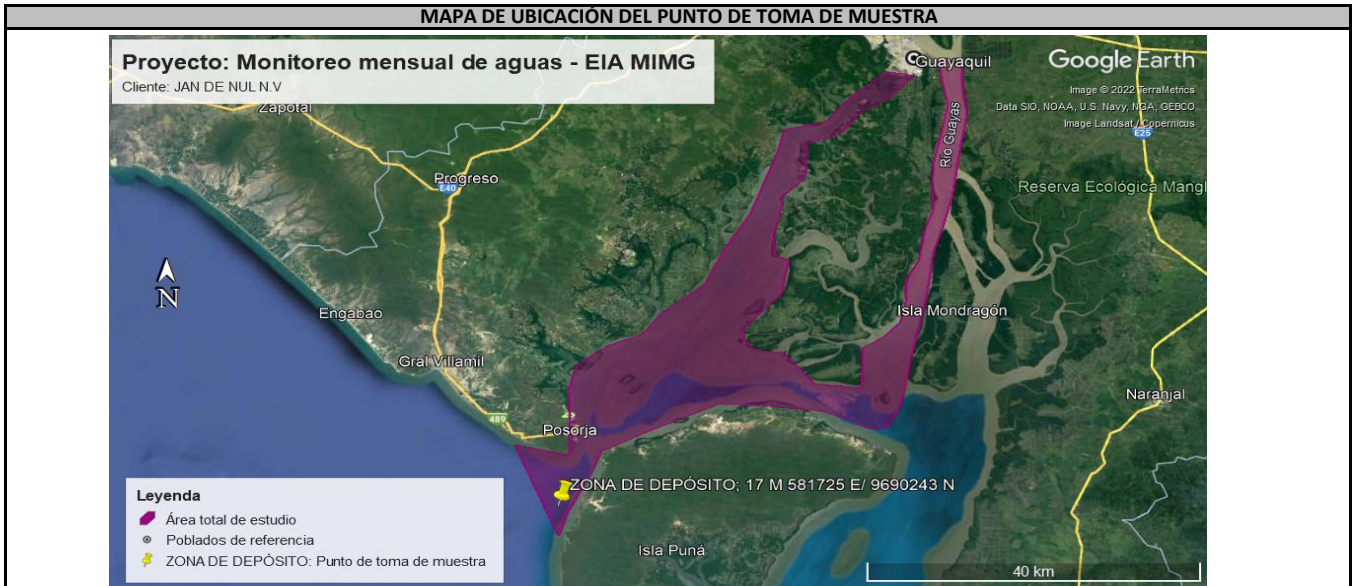 MAPA DE UBICACIÓN DEL PUNTO DE TOMA DE MUESTRA
Proyecto: Monitoreo mensual de aguas - EIA MIMG
Cliente: JAN DE NUL N.V
Google Earth
Image © 2022 TerraMetrics
Data SIO, NOAA, U.S. Navy, NGA, GEBCO
Image Landsat / Copernicus
Guayaquil
Zapotal
E25
Río Guayas
Progreso
E40
Reserva Ecológica Mangl
N
Engabao
Isla Mondragón
Gral Villamil
Naranjal
489
Posorja
ZONA DE DEPÓSITO; 17 M 581725 E/ 9690243 N
Leyenda
Área total de estudio
Poblados de referencia
ZONA DE DEPÓSITO: Punto de toma de muestra
Isla Puná
40 km